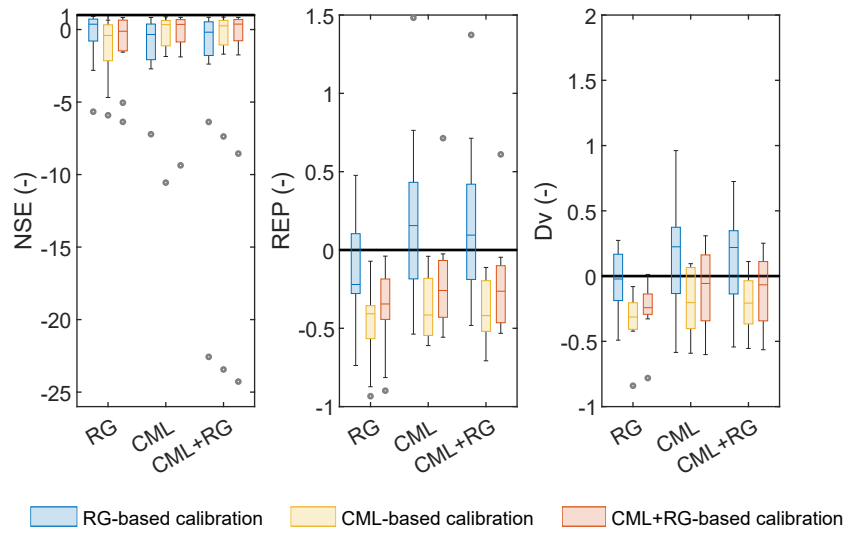 NSE (-)
1
0
-5
-10
-15
-20
-25
RG
CML
CML+RG
REP (-)
1.5
1
0.5
0
-0.5
-1
RG
CML
CML+RG
Dv (-)
2
1.5
1
0.5
0
-0.5
-1
RG
CML
CML+RG
RG-based calibration
CML-based calibration
CML+RG-based calibration